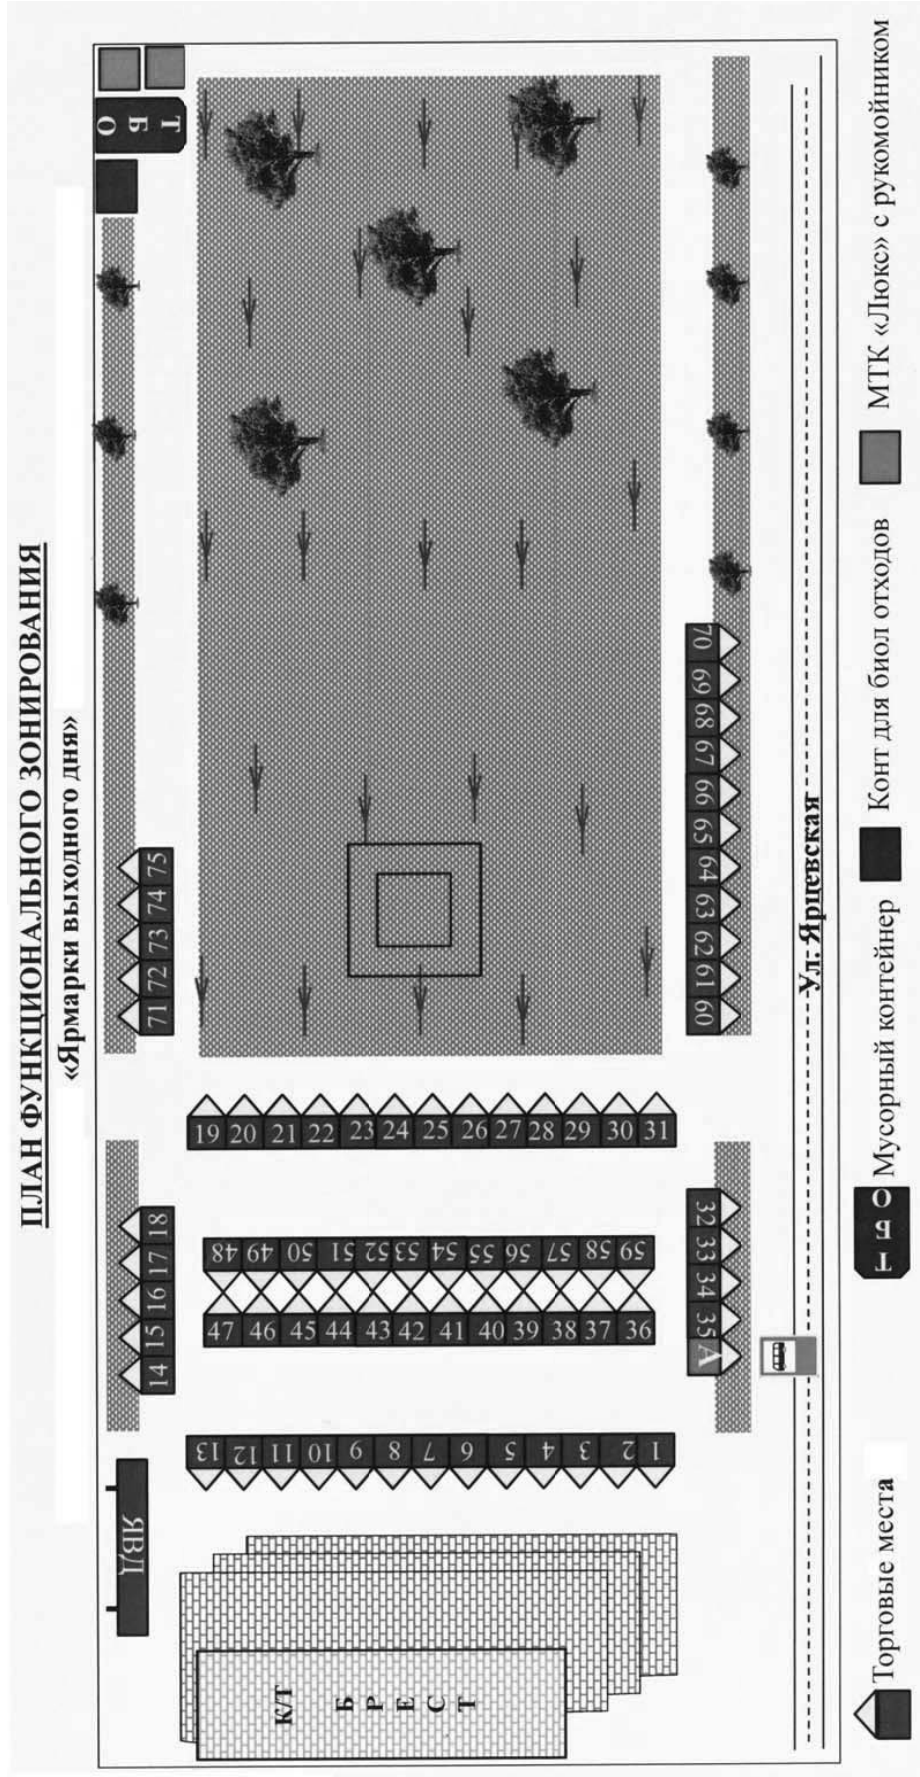 ПЛАН ФУНКЦИОНАЛЬНОГО ЗОНИРОВАНИЯ
«Ярмарки выходного дня»
ЯВД
14 15 16 17 18
71 72 73 74 75
Т Б О
К/Т
БРЕСТ
13 12 11 10 9 8 7 6 5 4 3 2 1
47 46 45 44 43 42 41 40 39 38 37 36
48 49 50 51 52 53 54 55 56 57 58 59
19 20 21 22 23 24 25 26 27 28 29 30 31
А 35 34 33 32
60 61 62 63 64 65 66 67 68 69 70
Ул. Ярцевская
Торговые места
Т Б О Мусорный контейнер
Конт для биол отходов
МТК «Люкс» с рукомойником